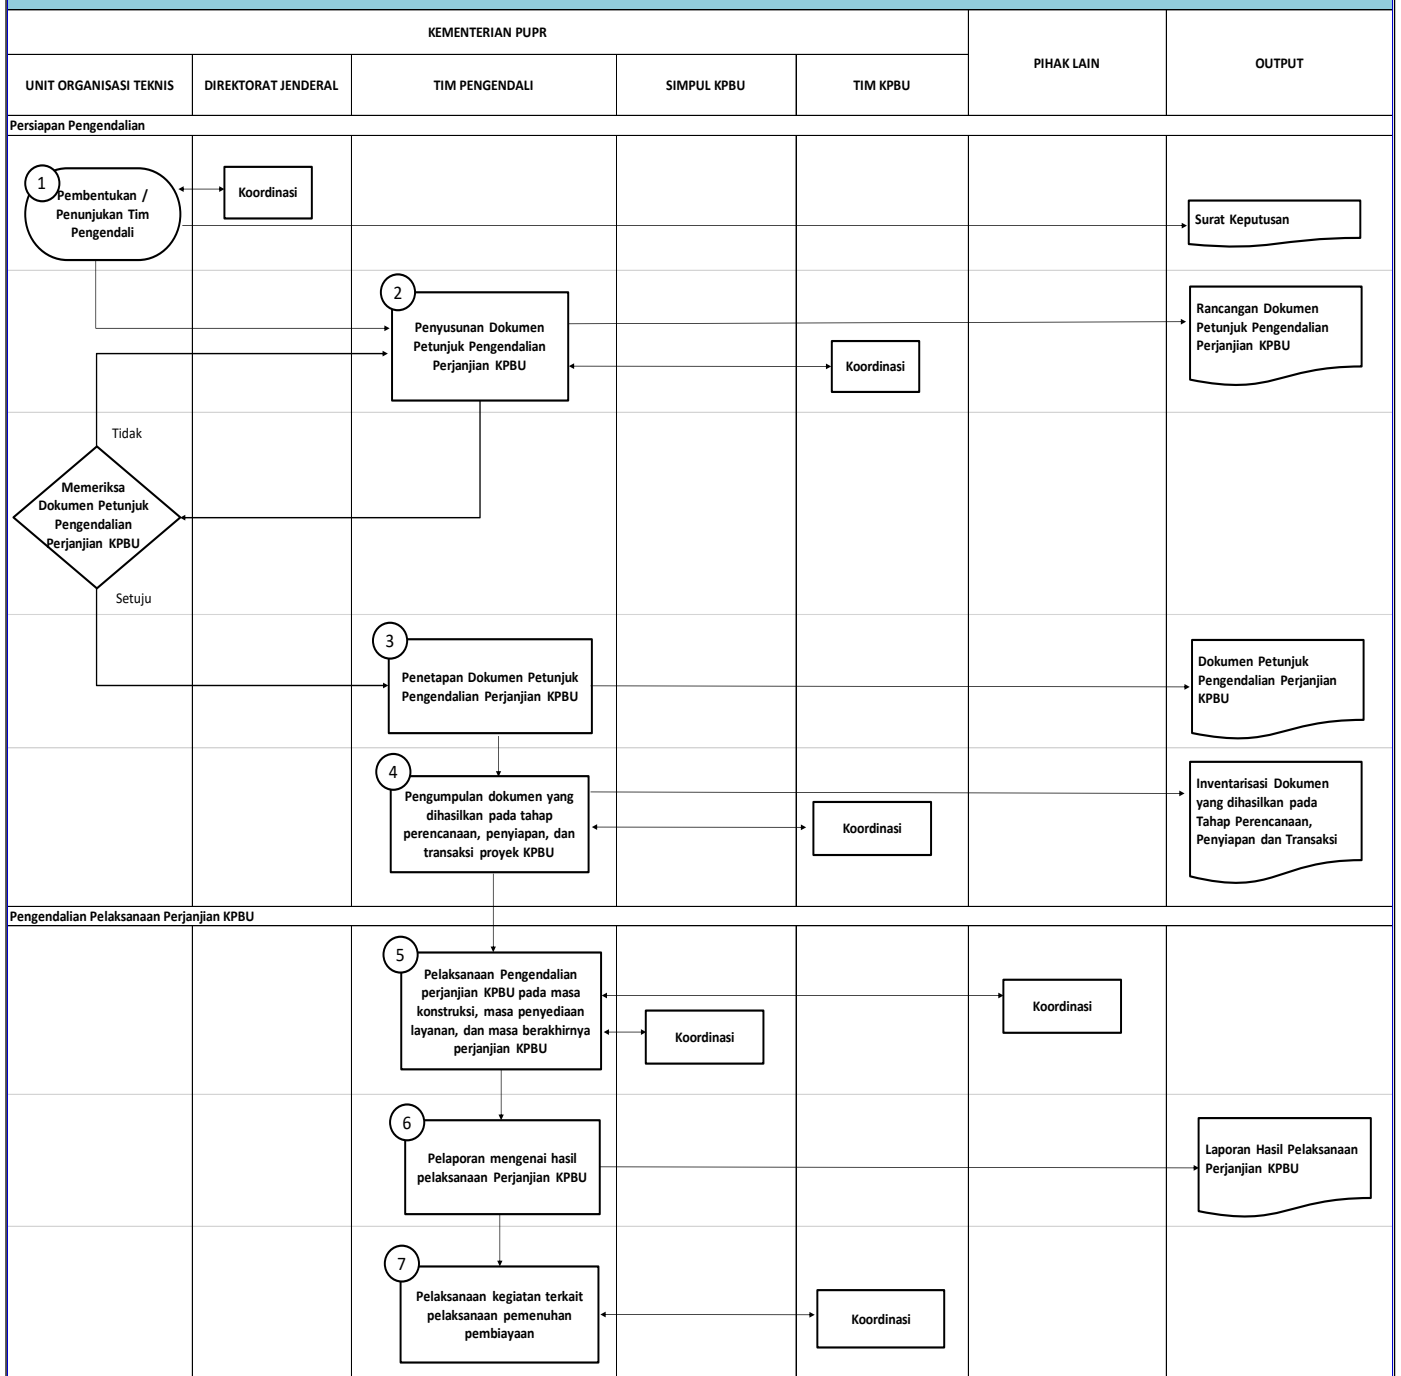 KEMENTERIAN PUPR
PIHAK LAIN
OUTPUT
UNIT ORGANISASI TEKNIS
DIREKTORAT JENDERAL
TIM PENGENDALI
SIMPUL KPBU
TIM KPBU
Persiapan Pengendalian
1
Pembentukan /
Penunjukan Tim
Pengendali
Koordinasi
Surat Keputusan
2
Penyusunan Dokumen
Petunjuk Pengendalian
Perjanjian KPBU
Koordinasi
Rancangan Dokumen
Petunjuk Pengendalian
Perjanjian KPBU
Tidak
Memeriksa
Dokumen Petunjuk
Pengendalian
Perjanjian KPBU
Setuju
3
Penetapan Dokumen Petunjuk
Pengendalian Perjanjian KPBU
Dokumen Petunjuk
Pengendalian Perjanjian
KPBU
4
Pengumpulan dokumen yang
dihasilkan pada tahap
perencanaan, penyiapan, dan
transaksi proyek KPBU
Koordinasi
Inventarisasi Dokumen
yang dihasilkan pada
Tahap Perencanaan,
Penyiapan dan Transaksi
Pengendalian Pelaksanaan Perjanjian KPBU
5
Pelaksanaan Pengendalian
perjanjian KPBU pada masa
konstruksi, masa penyediaan
layanan, dan masa berakhirnya
perjanjian KPBU
Koordinasi
Koordinasi
6
Pelaporan mengenai hasil
pelaksanaan Perjanjian KPBU
Laporan Hasil Pelaksanaan
Perjanjian KPBU
7
Pelaksanaan kegiatan terkait
pelaksanaan pemenuhan
pembiayaan
Koordinasi